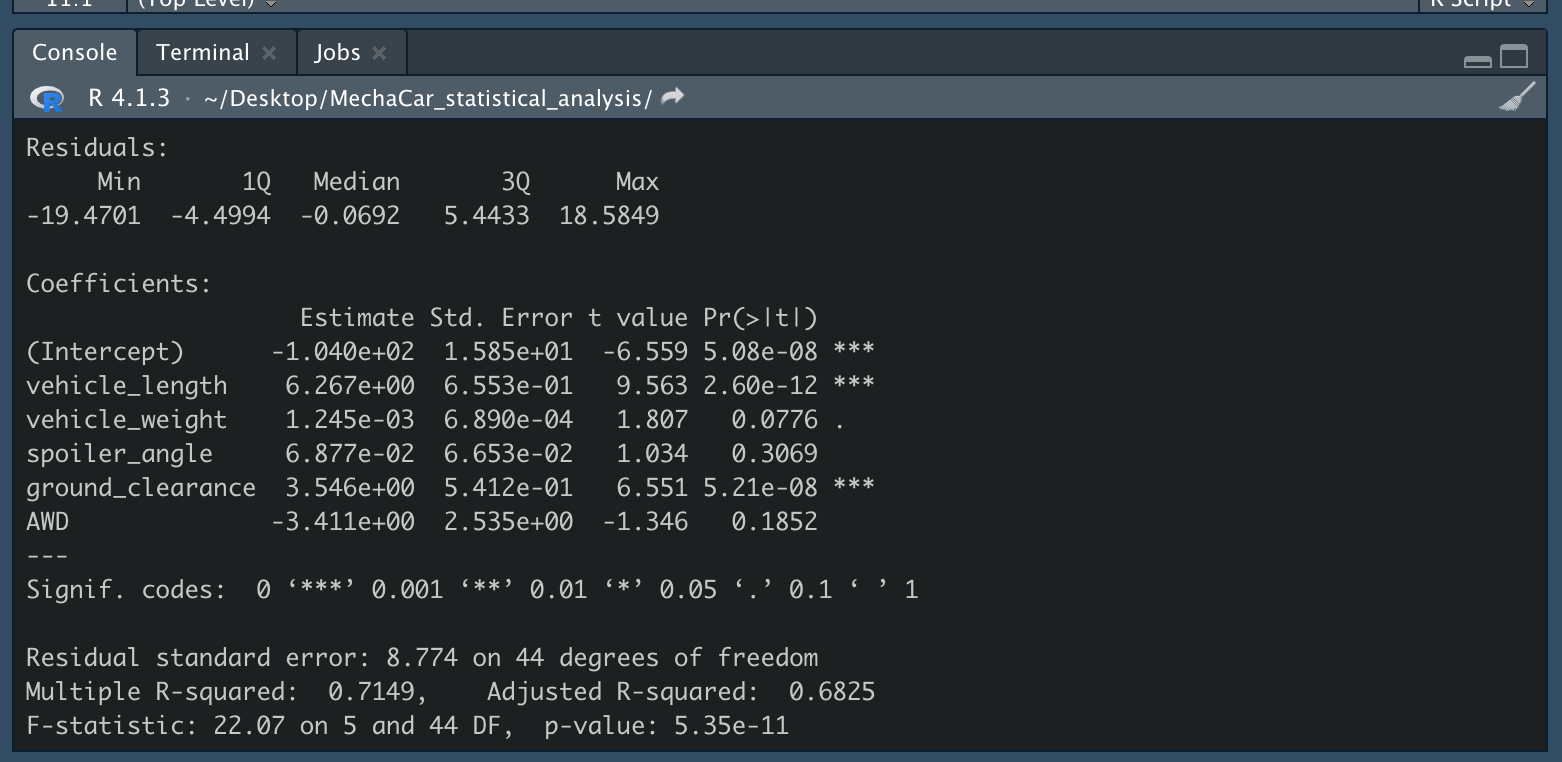 11:1 (Top Level) R Script
Console Terminal Jobs
R 4.1.3 · ~/Desktop/MechaCar_statistical_analysis/
Residuals:
     Min       1Q   Median       3Q      Max
-19.4701  -4.4994  -0.0692   5.4433  18.5849

Coefficients:
                   Estimate Std. Error t value Pr(>|t|)
(Intercept)      -1.040e+02  1.585e+01  -6.559 5.08e-08 ***
vehicle_length    6.267e+00  6.553e-01   9.563 2.60e-12 ***
vehicle_weight    1.245e-03  6.890e-04   1.807   0.0776 .
spoiler_angle     6.877e-02  6.653e-02   1.034   0.3069
ground_clearance  3.546e+00  5.412e-01   6.551 5.21e-08 ***
AWD              -3.411e+00  2.535e+00  -1.346   0.1852
---
Signif. codes:  0 ‘***’ 0.001 ‘**’ 0.01 ‘*’ 0.05 ‘.’ 0.1 ‘ ’ 1

Residual standard error: 8.774 on 44 degrees of freedom
Multiple R-squared:  0.7149,    Adjusted R-squared:  0.6825
F-statistic: 22.07 on 5 and 44 DF,  p-value: 5.35e-11